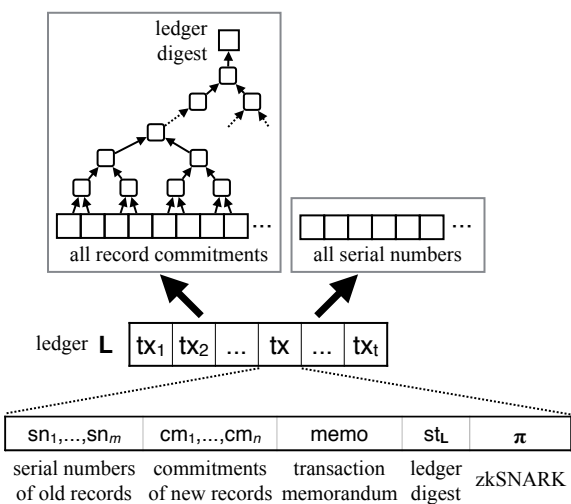 ledger
digest
...
all record commitments
...
all serial numbers
ledger L tx₁ tx₂ ... tx ... txₜ
sn₁,...,snₘ cm₁,...,cmₙ memo st_L π
serial numbers of old records
commitments of new records
transaction memorandum
ledger digest
zkSNARK